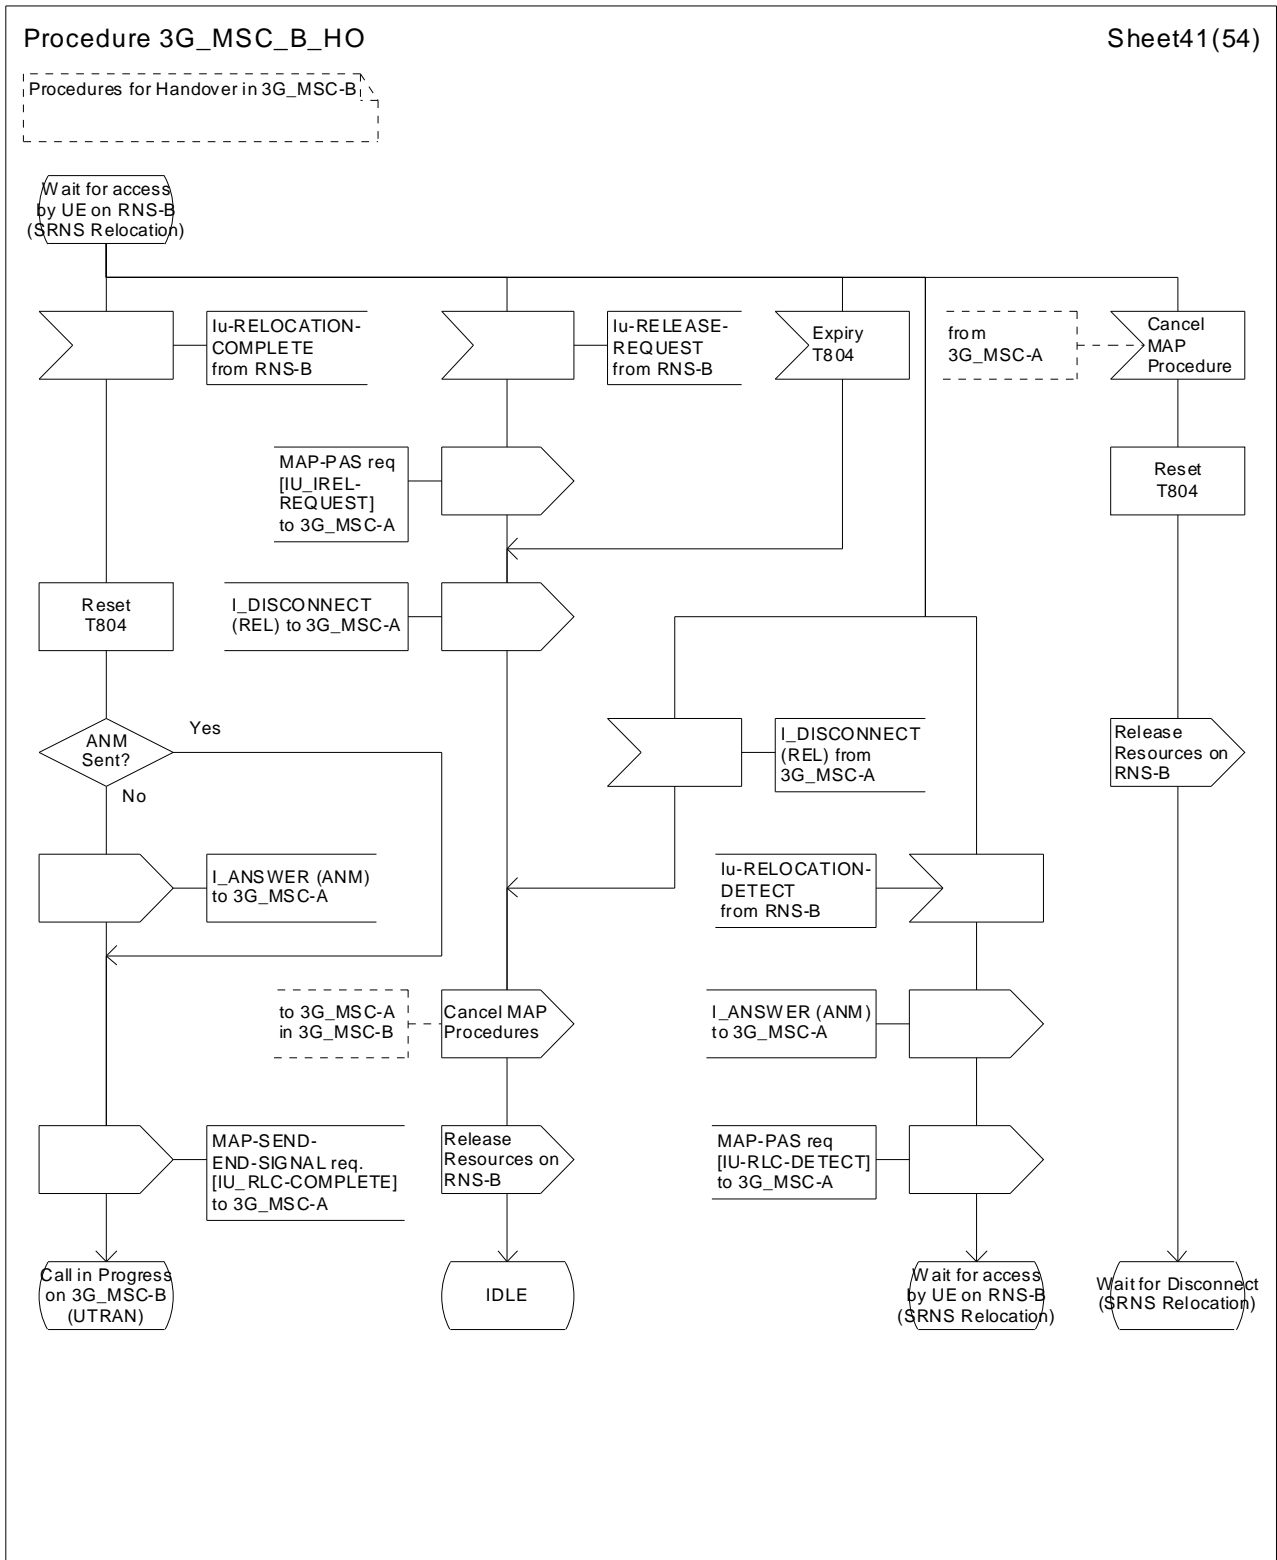 Procedure 3G_MSC_B_HO
Sheet41(54)
Procedures for Handover in 3G_MSC-B
Wait for access
by UE on RNS-B
(SRNS Relocation)
Iu-RELOCATION-
COMPLETE
from RNS-B
Iu-RELEASE-
REQUEST
from RNS-B
Expiry
T804
from
3G_MSC-A
Cancel
MAP
Procedure
MAP-PAS req
[IU_IREL-
REQUEST]
to 3G_MSC-A
Reset
T804
Reset
T804
I_DISCONNECT
(REL) to 3G_MSC-A
ANM
Sent?
Yes
No
I_DISCONNECT
(REL) from
3G_MSC-A
Release
Resources on
RNS-B
I_ANSWER (ANM)
to 3G_MSC-A
Iu-RELOCATION-
DETECT
from RNS-B
to 3G_MSC-A
in 3G_MSC-B
Cancel MAP
Procedures
I_ANSWER (ANM)
to 3G_MSC-A
MAP-SEND-
END-SIGNAL req.
[IU_RLC-COMPLETE]
to 3G_MSC-A
Release
Resources on
RNS-B
MAP-PAS req
[IU-RLC-DETECT]
to 3G_MSC-A
Call in Progress
on 3G_MSC-B
(UTRAN)
IDLE
Wait for access
by UE on RNS-B
(SRNS Relocation)
Wait for Disconnect
(SRNS Relocation)